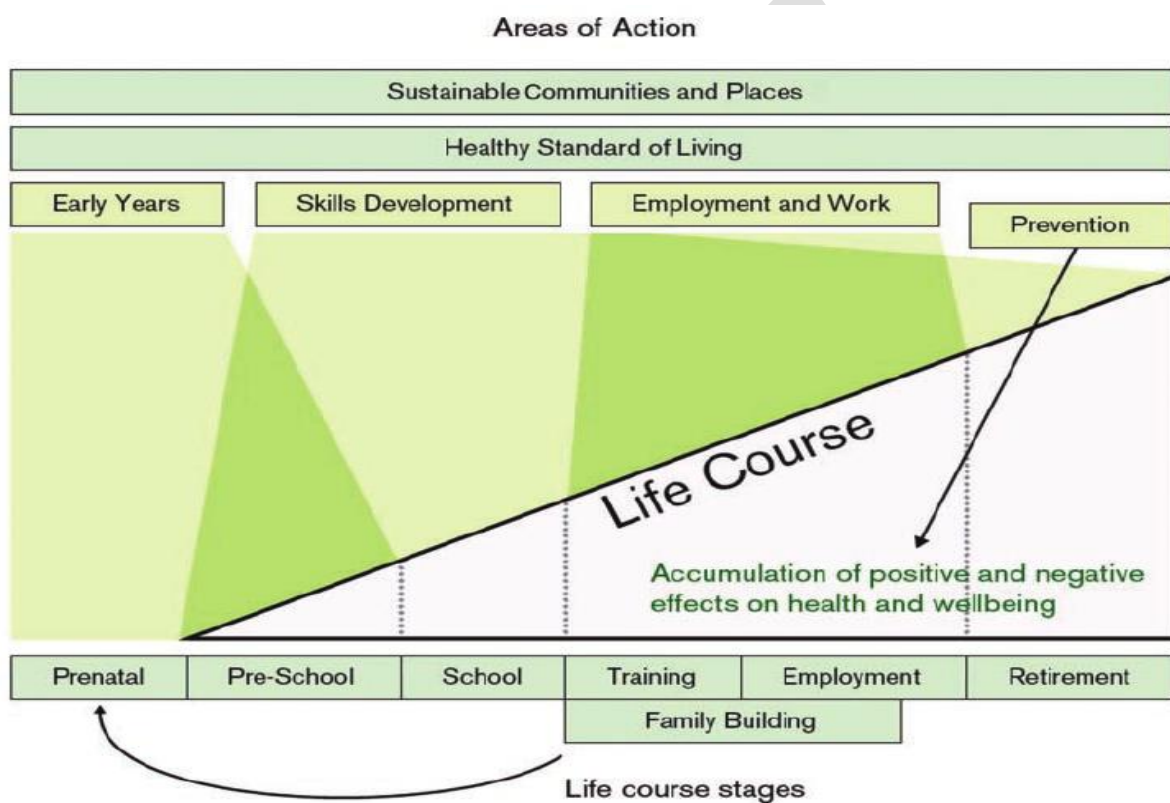 Areas of Action
Sustainable Communities and Places
Healthy Standard of Living
Early Years
Skills Development
Employment and Work
Prevention
Life Course
Accumulation of positive and negative
effects on health and wellbeing
Prenatal
Pre-School
School
Training
Employment
Retirement
Family Building
Life course stages